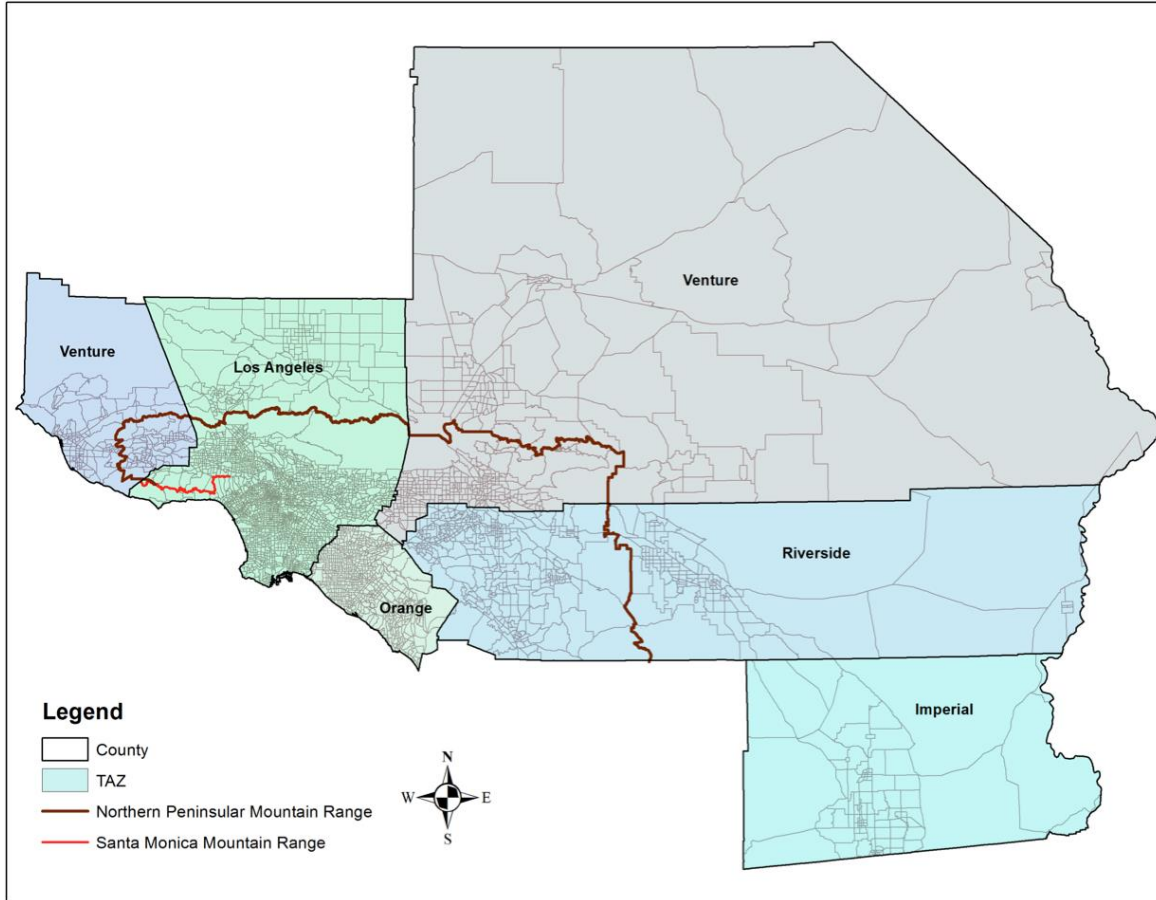 Venture
Venture
Los Angeles
Riverside
Orange
Imperial
Legend
County
TAZ
Northern Peninsular Mountain Range
Santa Monica Mountain Range
N
W E
S